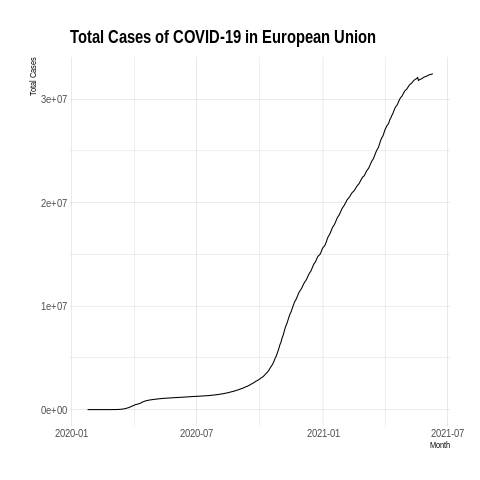 Total Cases of COVID-19 in European Union
Total Cases
3e+07
2e+07
1e+07
0e+00
2020-01 2020-07 2021-01 2021-07
Month